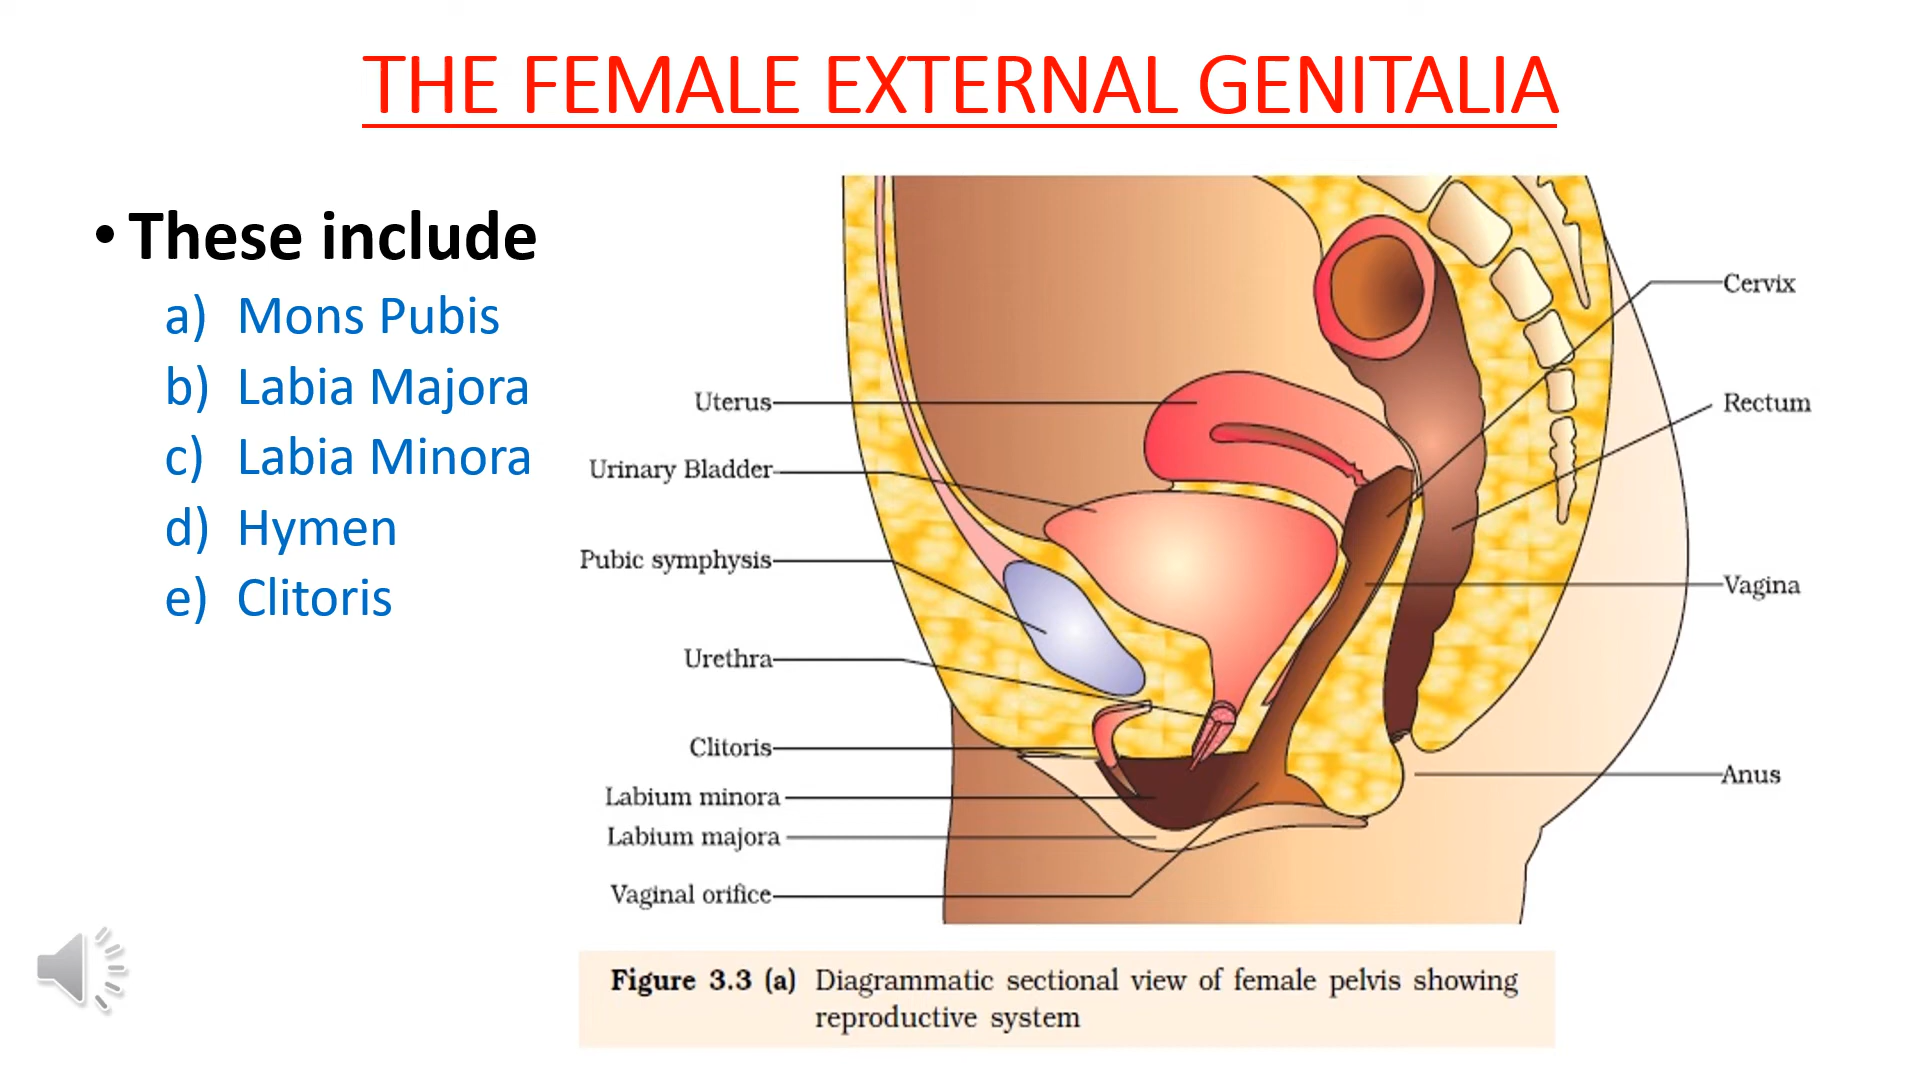 THE FEMALE EXTERNAL GENITALIA
• These include
a) Mons Pubis
b) Labia Majora
c) Labia Minora
d) Hymen
e) Clitoris
Uterus
Urinary Bladder
Pubic symphysis
Urethra
Clitoris
Labium minora
Labium majora
Vaginal orifice
Cervix
Rectum
Vagina
Anus
Figure 3.3 (a) Diagrammatic sectional view of female pelvis showing
reproductive system